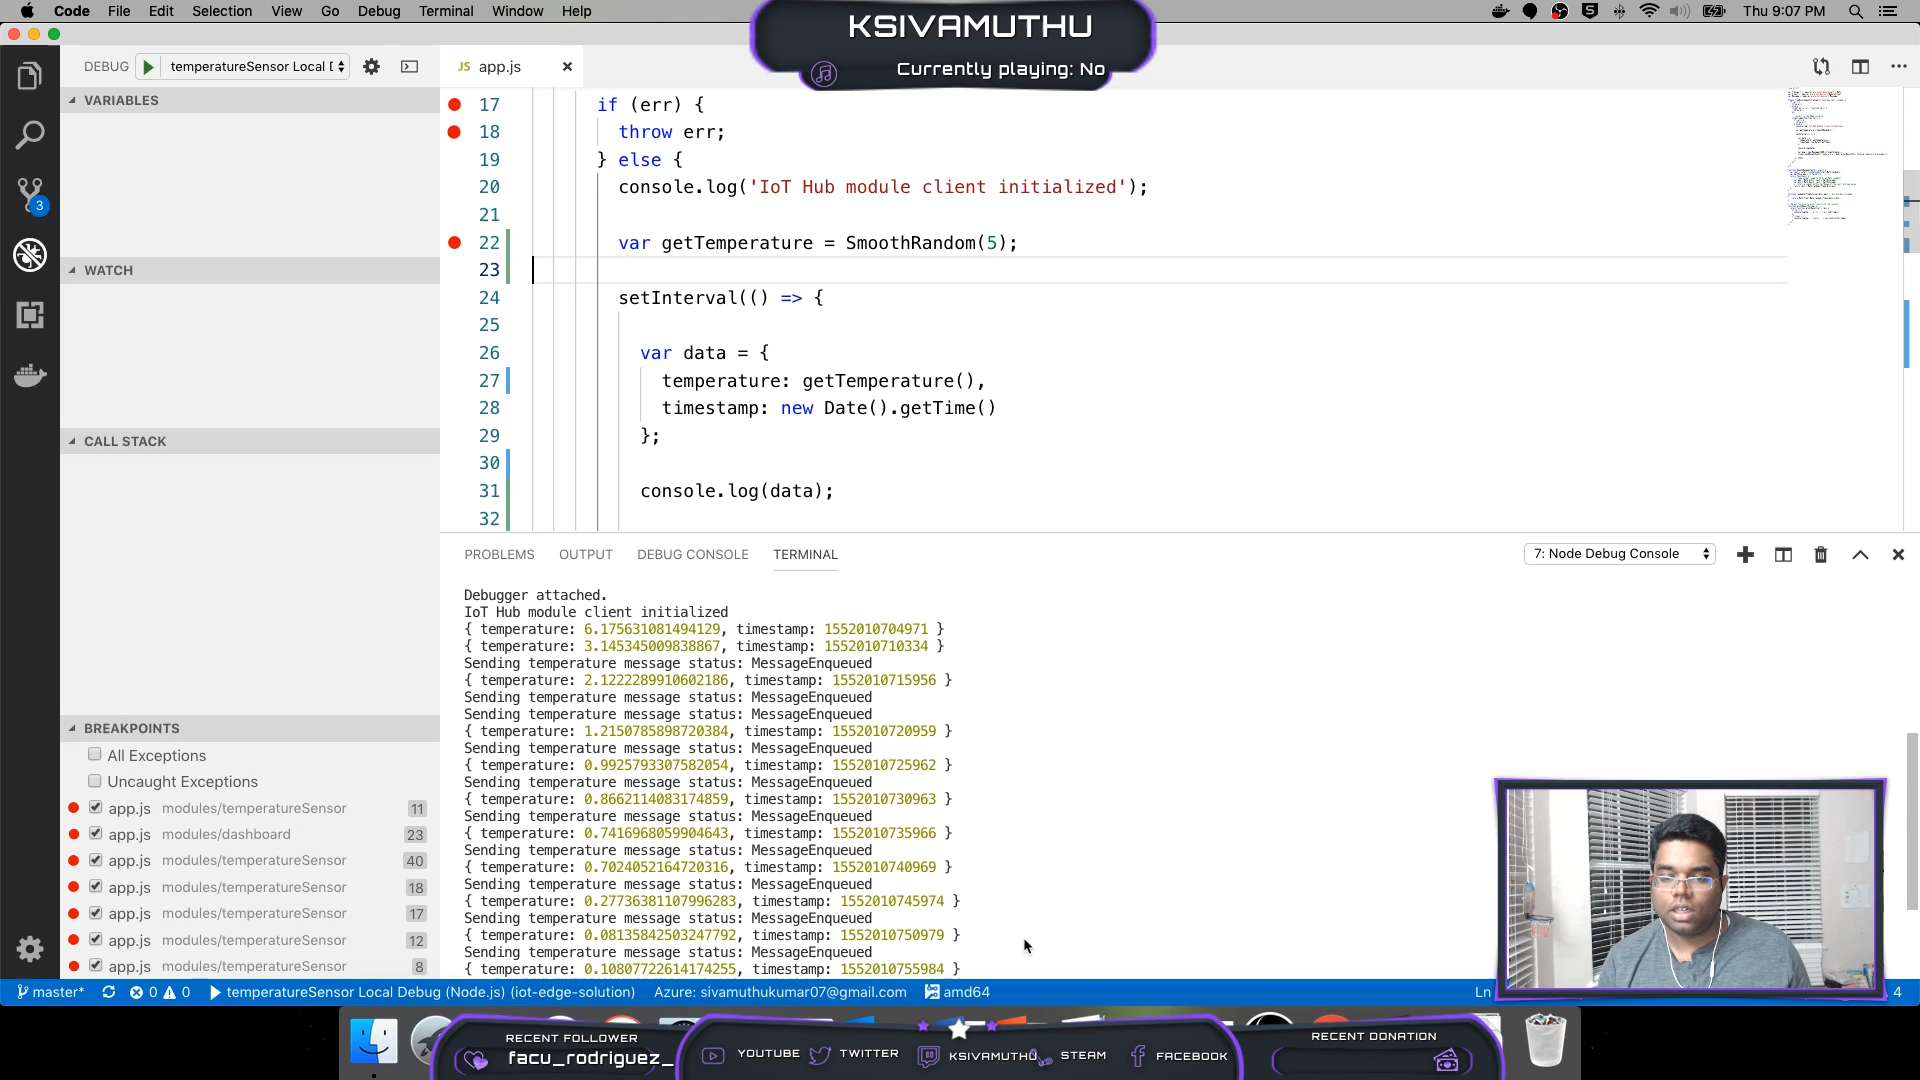 Code File Edit Selection View Go Debug Terminal Window Help
Thu 9:07 PM
KSIVAMUTHU
Currently playing: No
DEBUG temperatureSensor Local
JS app.js
VARIABLES
WATCH
CALL STACK
3
17 if (err) {
18 throw err;
19 } else {
20 console.log('IoT Hub module client initialized');
21
22 var getTemperature = SmoothRandom(5);
23
24 setInterval(() => {
25
26 var data = {
27 temperature: getTemperature(),
28 timestamp: new Date().getTime()
29 };
30
31 console.log(data);
32
PROBLEMS OUTPUT DEBUG CONSOLE TERMINAL
7: Node Debug Console
Debugger attached.
IoT Hub module client initialized
{ temperature: 6.175631081494129, timestamp: 1552010704971 }
{ temperature: 3.145345009838867, timestamp: 1552010710334 }
Sending temperature message status: MessageEnqueued
{ temperature: 2.1222289910602186, timestamp: 1552010715956 }
Sending temperature message status: MessageEnqueued
Sending temperature message status: MessageEnqueued
{ temperature: 1.2150785898720384, timestamp: 1552010720959 }
Sending temperature message status: MessageEnqueued
{ temperature: 0.9925793307582054, timestamp: 1552010725962 }
Sending temperature message status: MessageEnqueued
{ temperature: 0.8662114083174859, timestamp: 1552010730963 }
Sending temperature message status: MessageEnqueued
{ temperature: 0.7416968059904643, timestamp: 1552010735966 }
Sending temperature message status: MessageEnqueued
{ temperature: 0.7024052164720316, timestamp: 1552010740969 }
Sending temperature message status: MessageEnqueued
{ temperature: 0.27736381107996283, timestamp: 1552010745974 }
Sending temperature message status: MessageEnqueued
{ temperature: 0.08135842503247792, timestamp: 1552010750979 }
Sending temperature message status: MessageEnqueued
{ temperature: 0.10807722614174255, timestamp: 1552010755984 }
BREAKPOINTS
All Exceptions
Uncaught Exceptions
app.js modules/temperatureSensor 11
app.js modules/dashboard 23
app.js modules/temperatureSensor 40
app.js modules/temperatureSensor 18
app.js modules/temperatureSensor 17
app.js modules/temperatureSensor 12
app.js modules/temperatureSensor 8
master* 0 0 temperatureSensor Local Debug (Node.js) (iot-edge-solution) Azure: sivamuthukumar07@gmail.com amd64 Ln 4
RECENT FOLLOWER
facu_rodriguez_
YOUTUBE TWITTER KSIVAMUTHU STEAM FACEBOOK
RECENT DONATION